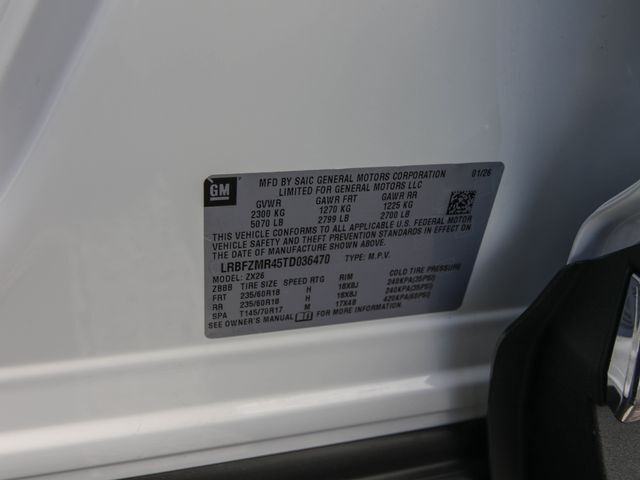 GM
MFD BY SAIC GENERAL MOTORS CORPORATION 01/26
LIMITED FOR GENERAL MOTORS LLC
GVWR GAWR FRT GAWR RR
2300 KG 1270 KG 1225 KG
5070 LB 2799 LB 2700 LB
THIS VEHICLE CONFORMS TO ALL APPLICABLE U.S. FEDERAL MOTOR
VEHICLE SAFETY AND THEFT PREVENTION STANDARDS IN EFFECT ON
THE DATE OF MANUFACTURE SHOWN ABOVE.
LRBFZMR45TD036470 TYPE: M.P.V.
MODEL: ZX26
ZBBB TIRE SIZE SPEED RTG RIM COLD TIRE PRESSURE
FRT 235/60R18 H 18X8J 240KPA(35PSI)
RR 235/60R18 H 18X8J 240KPA(35PSI)
SPA T145/70R17 M 17X4B 420KPA(60PSI)
SEE OWNER'S MANUAL FOR MORE INFORMATION.